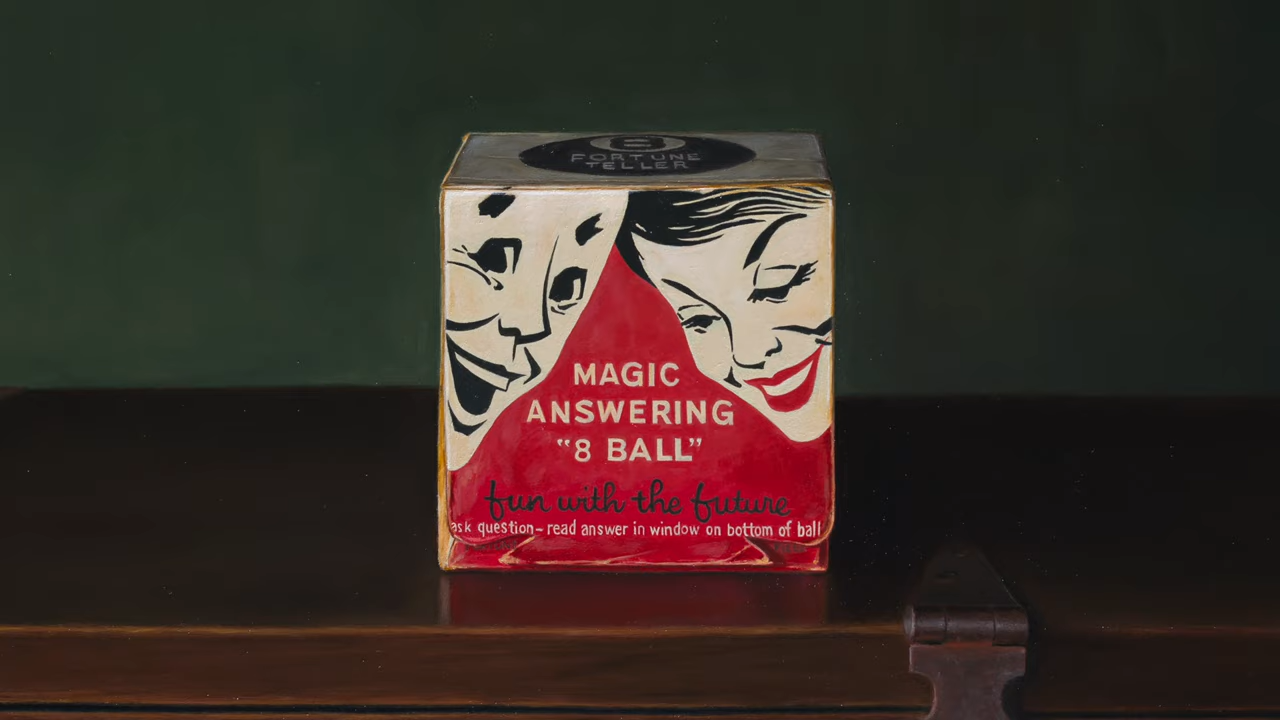 8
FORTUNE
TELLER
MAGIC
ANSWERING
“8 BALL”
fun with the future
ask question–read answer in window on bottom of ball